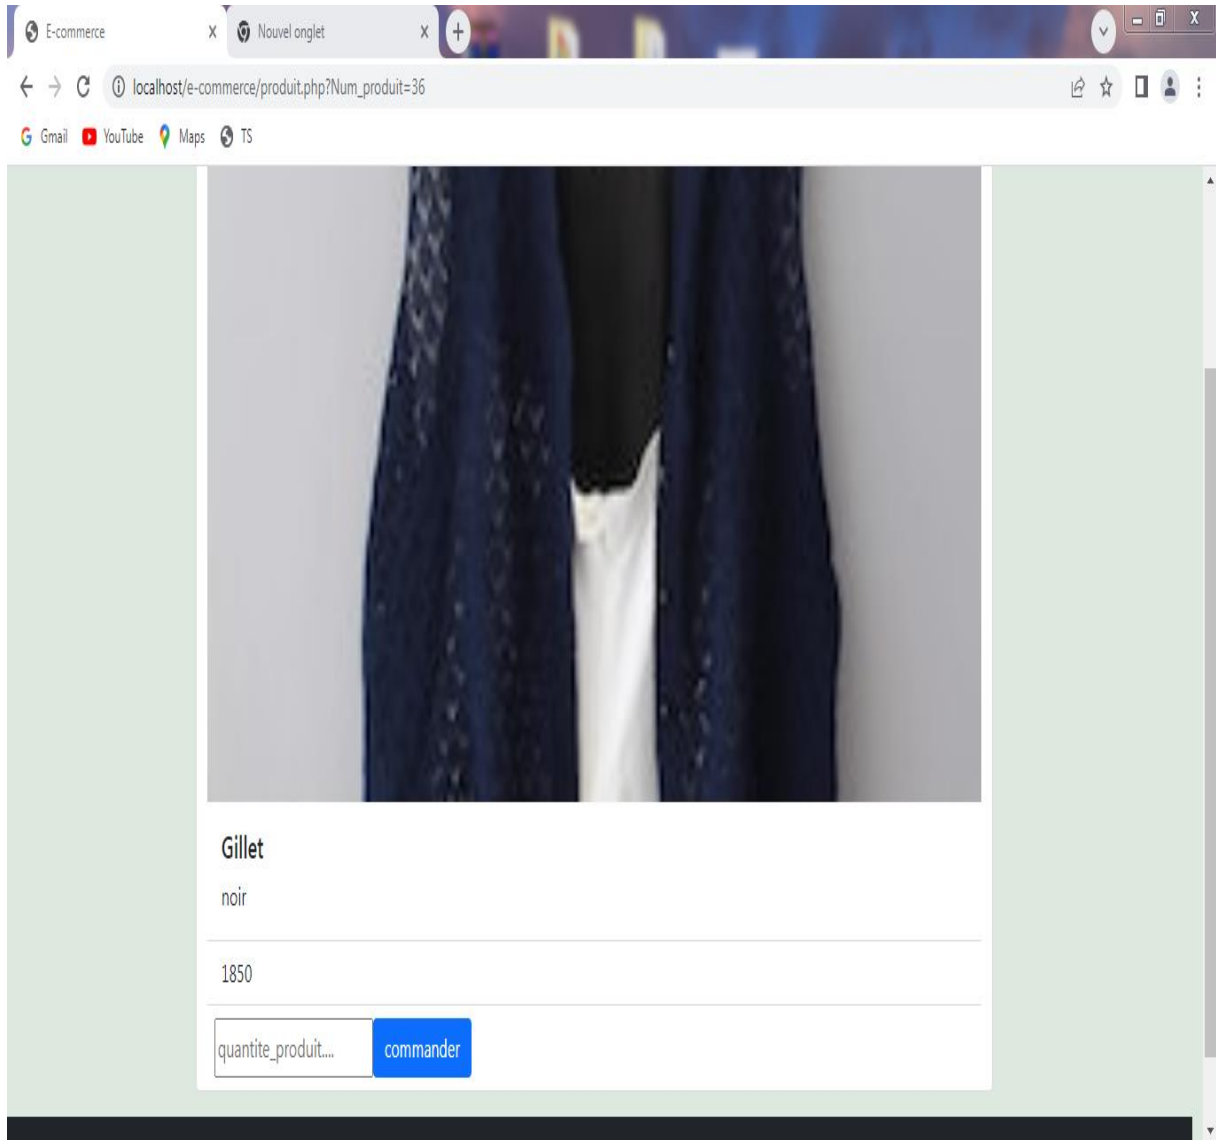 E-commerce
Nouvel onglet
localhost/e-commerce/produit.php?Num_produit=36
Gmail YouTube Maps TS
Gillet
noir
1850
quantite_produit.... commander